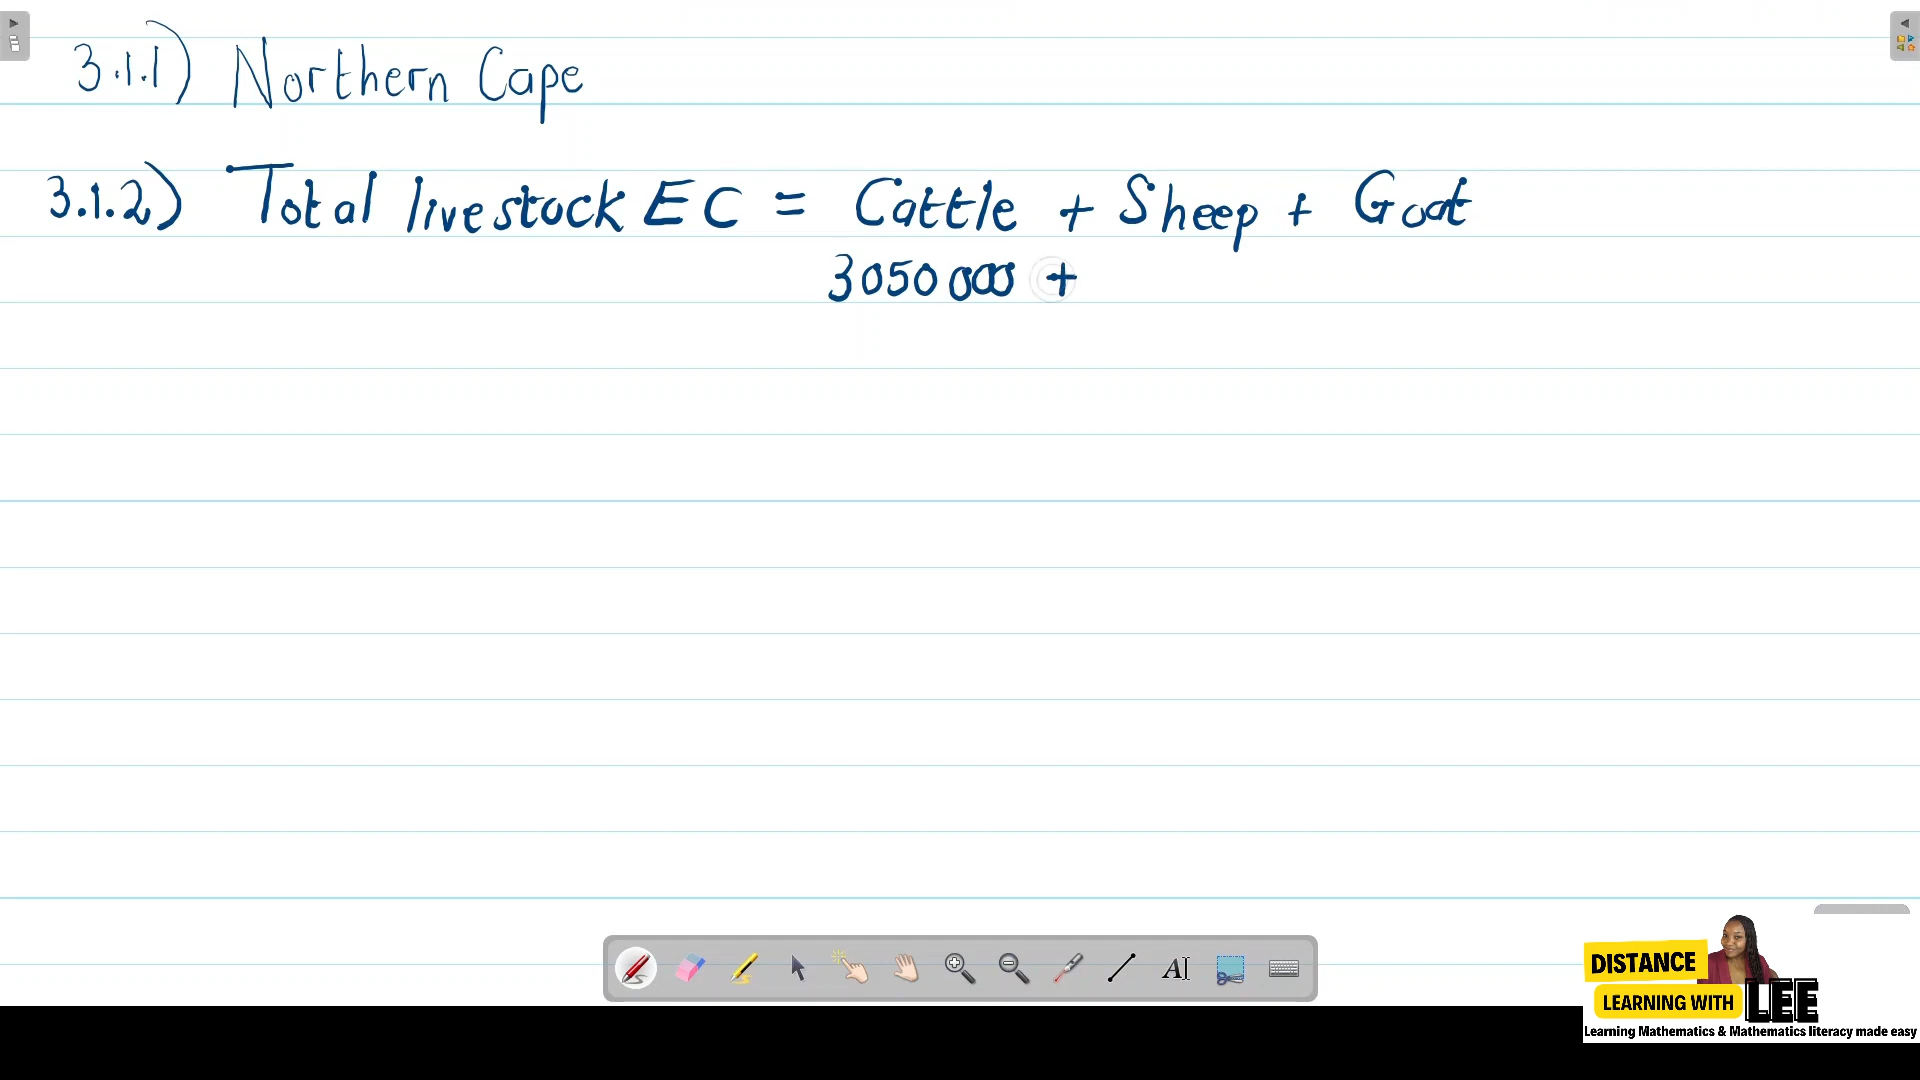 3.1.1) Northern Cape
3.1.2) Total livestock EC = Cattle + Sheep + Goat
3050 000 +
AI
DISTANCE
LEARNING WITH LEE
Learning Mathematics & Mathematics literacy made easy